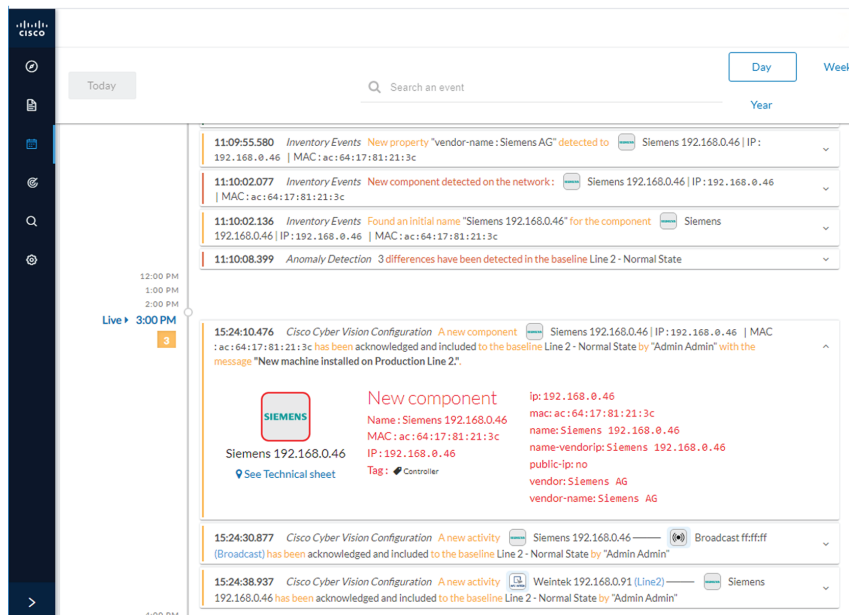 CISCO
Today
Search an event
Day
Week
Year
11:09:55.580 Inventory Events New property "vendor-name : Siemens AG" detected to SIEMENS Siemens 192.168.0.46 | IP :
192.168.0.46 | MAC : ac:64:17:81:21:3c
11:10:02.077 Inventory Events New component detected on the network : SIEMENS Siemens 192.168.0.46 | IP : 192.168.0.46
| MAC : ac:64:17:81:21:3c
11:10:02.136 Inventory Events Found an initial name "Siemens 192.168.0.46" for the component SIEMENS Siemens
192.168.0.46 | IP : 192.168.0.46 | MAC : ac:64:17:81:21:3c
11:10:08.399 Anomaly Detection 3 differences have been detected in the baseline Line 2 - Normal State
12:00 PM
1:00 PM
2:00 PM
Live 3:00 PM
3
15:24:10.476 Cisco Cyber Vision Configuration A new component SIEMENS Siemens 192.168.0.46 | IP : 192.168.0.46 | MAC
: ac:64:17:81:21:3c has been acknowledged and included to the baseline Line 2 - Normal State by "Admin Admin" with the
message "New machine installed on Production Line 2.".
SIEMENS
Siemens 192.168.0.46
See Technical sheet
New component
Name : Siemens 192.168.0.46
MAC : ac:64:17:81:21:3c
IP : 192.168.0.46
Tag : Controller
ip: 192.168.0.46
mac: ac:64:17:81:21:3c
name: Siemens 192.168.0.46
name-vendorip: Siemens 192.168.0.46
public-ip: no
vendor: Siemens AG
vendor-name: Siemens AG
15:24:30.877 Cisco Cyber Vision Configuration A new activity SIEMENS Siemens 192.168.0.46 Broadcast ff:ff:ff
(Broadcast) has been acknowledged and included to the baseline Line 2 - Normal State by "Admin Admin"
15:24:38.937 Cisco Cyber Vision Configuration A new activity Weintek 192.168.0.91 (Line2) SIEMENS Siemens
192.168.0.46 has been acknowledged and included to the baseline Line 2 - Normal State by "Admin Admin"